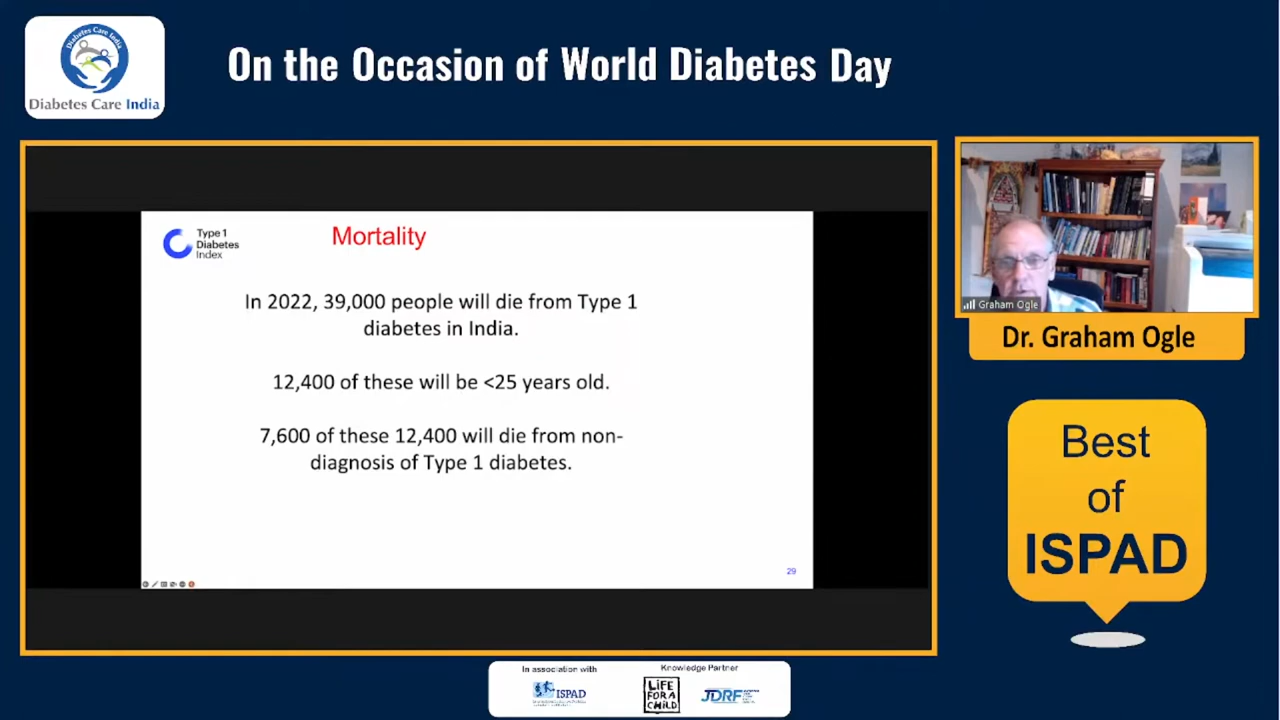 Diabetes Care India
Diabetes Care India
On the Occasion of World Diabetes Day
Type 1
Diabetes
Index
Mortality
In 2022, 39,000 people will die from Type 1
diabetes in India.
12,400 of these will be <25 years old.
7,600 of these 12,400 will die from non-
diagnosis of Type 1 diabetes.
29
Graham Ogle
Dr. Graham Ogle
Best
of
ISPAD
In association with
ISPAD
Knowledge Partner
LiFE
FOR A
CHiLD
JDRF